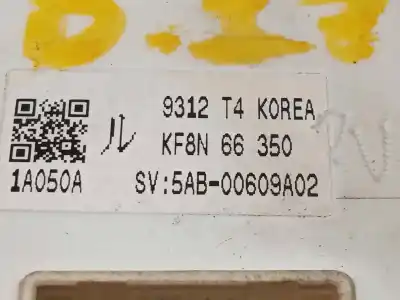 9312 T4 KOREA
ル KF8N 66 350
1A050A SV:5AB-00609A02